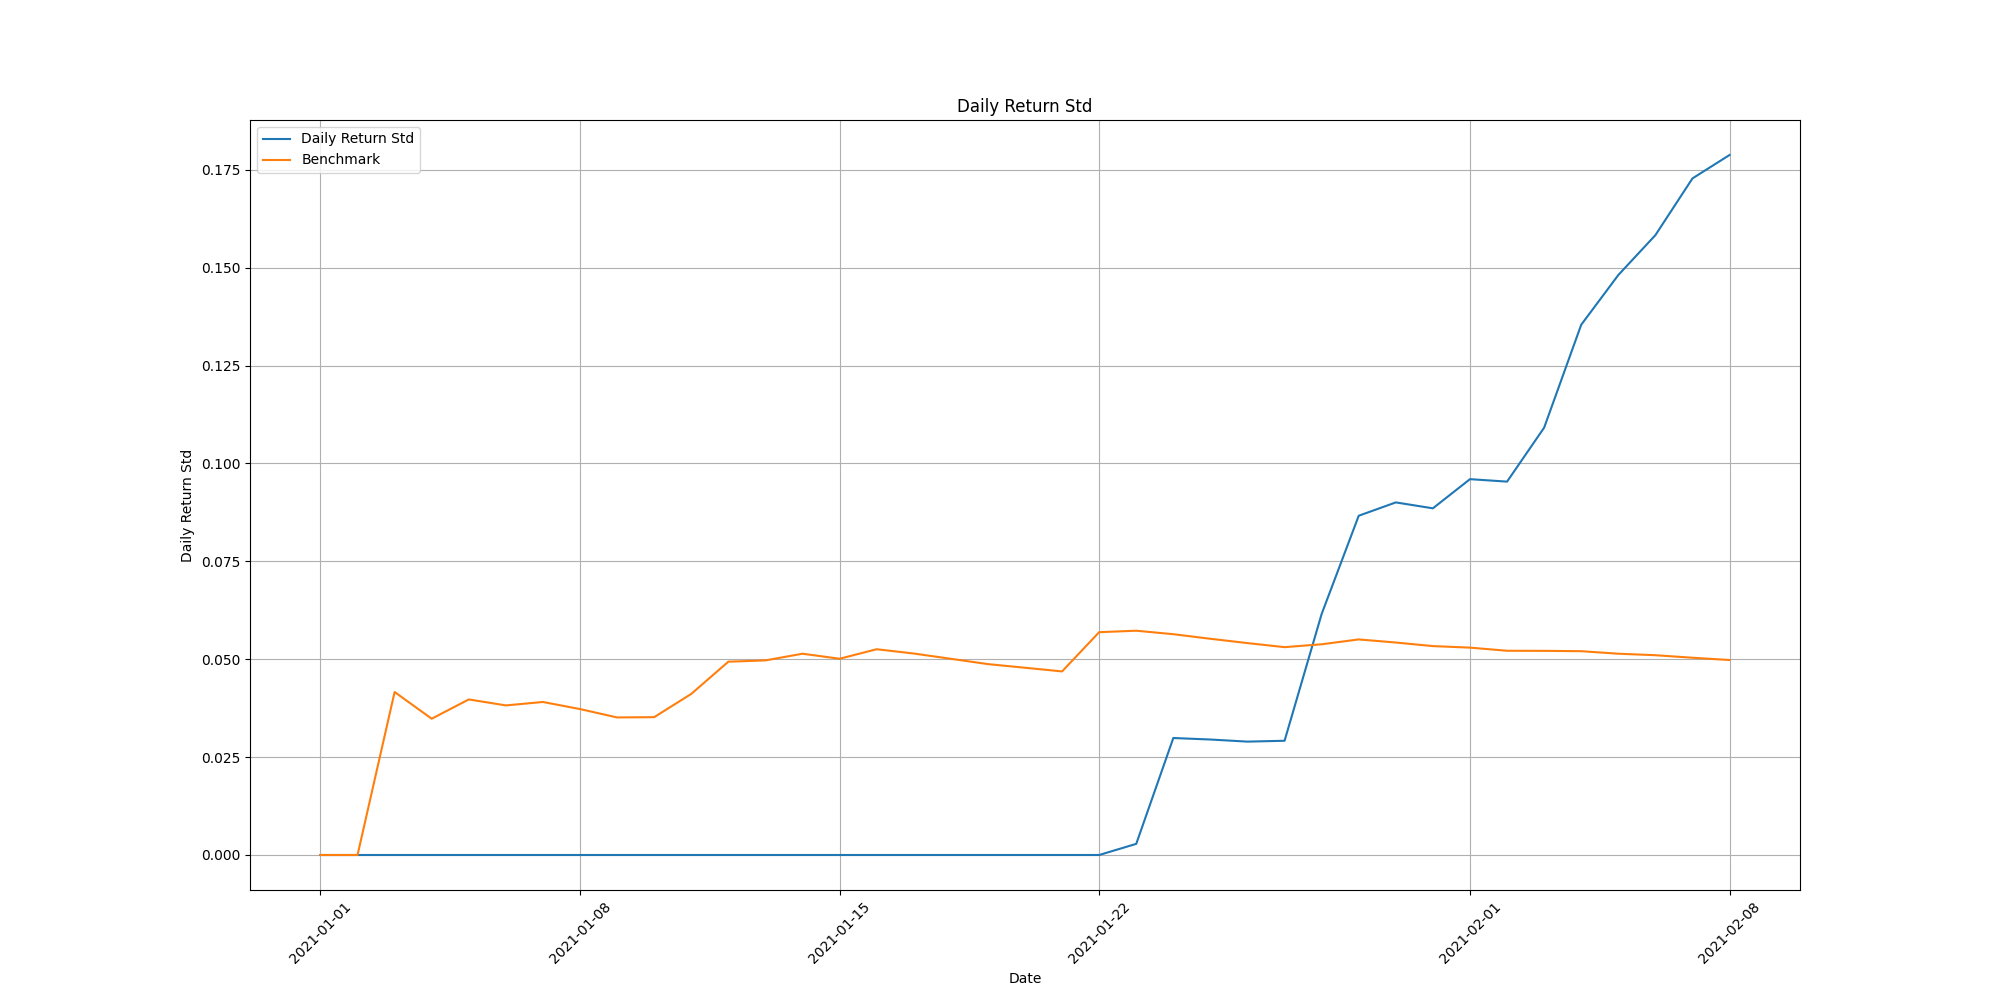 Daily Return Std
Daily Return Std
Benchmark
0.175
0.150
0.125
0.100
0.075
0.050
0.025
0.000
Daily Return Std
2021-01-01
2021-01-08
2021-01-15
2021-01-22
2021-02-01
2021-02-08
Date